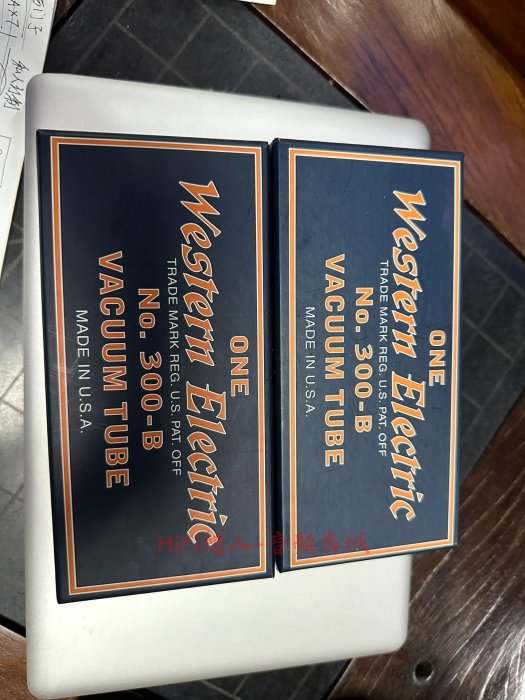 ONE
Western Electric
TRADE MARK REG. U.S. PAT. OFF
No. 300-B
VACUUM TUBE
MADE IN U.S.A.
ONE
Western Electric
TRADE MARK REG. U.S. PAT. OFF
No. 300-B
VACUUM TUBE
MADE IN U.S.A.